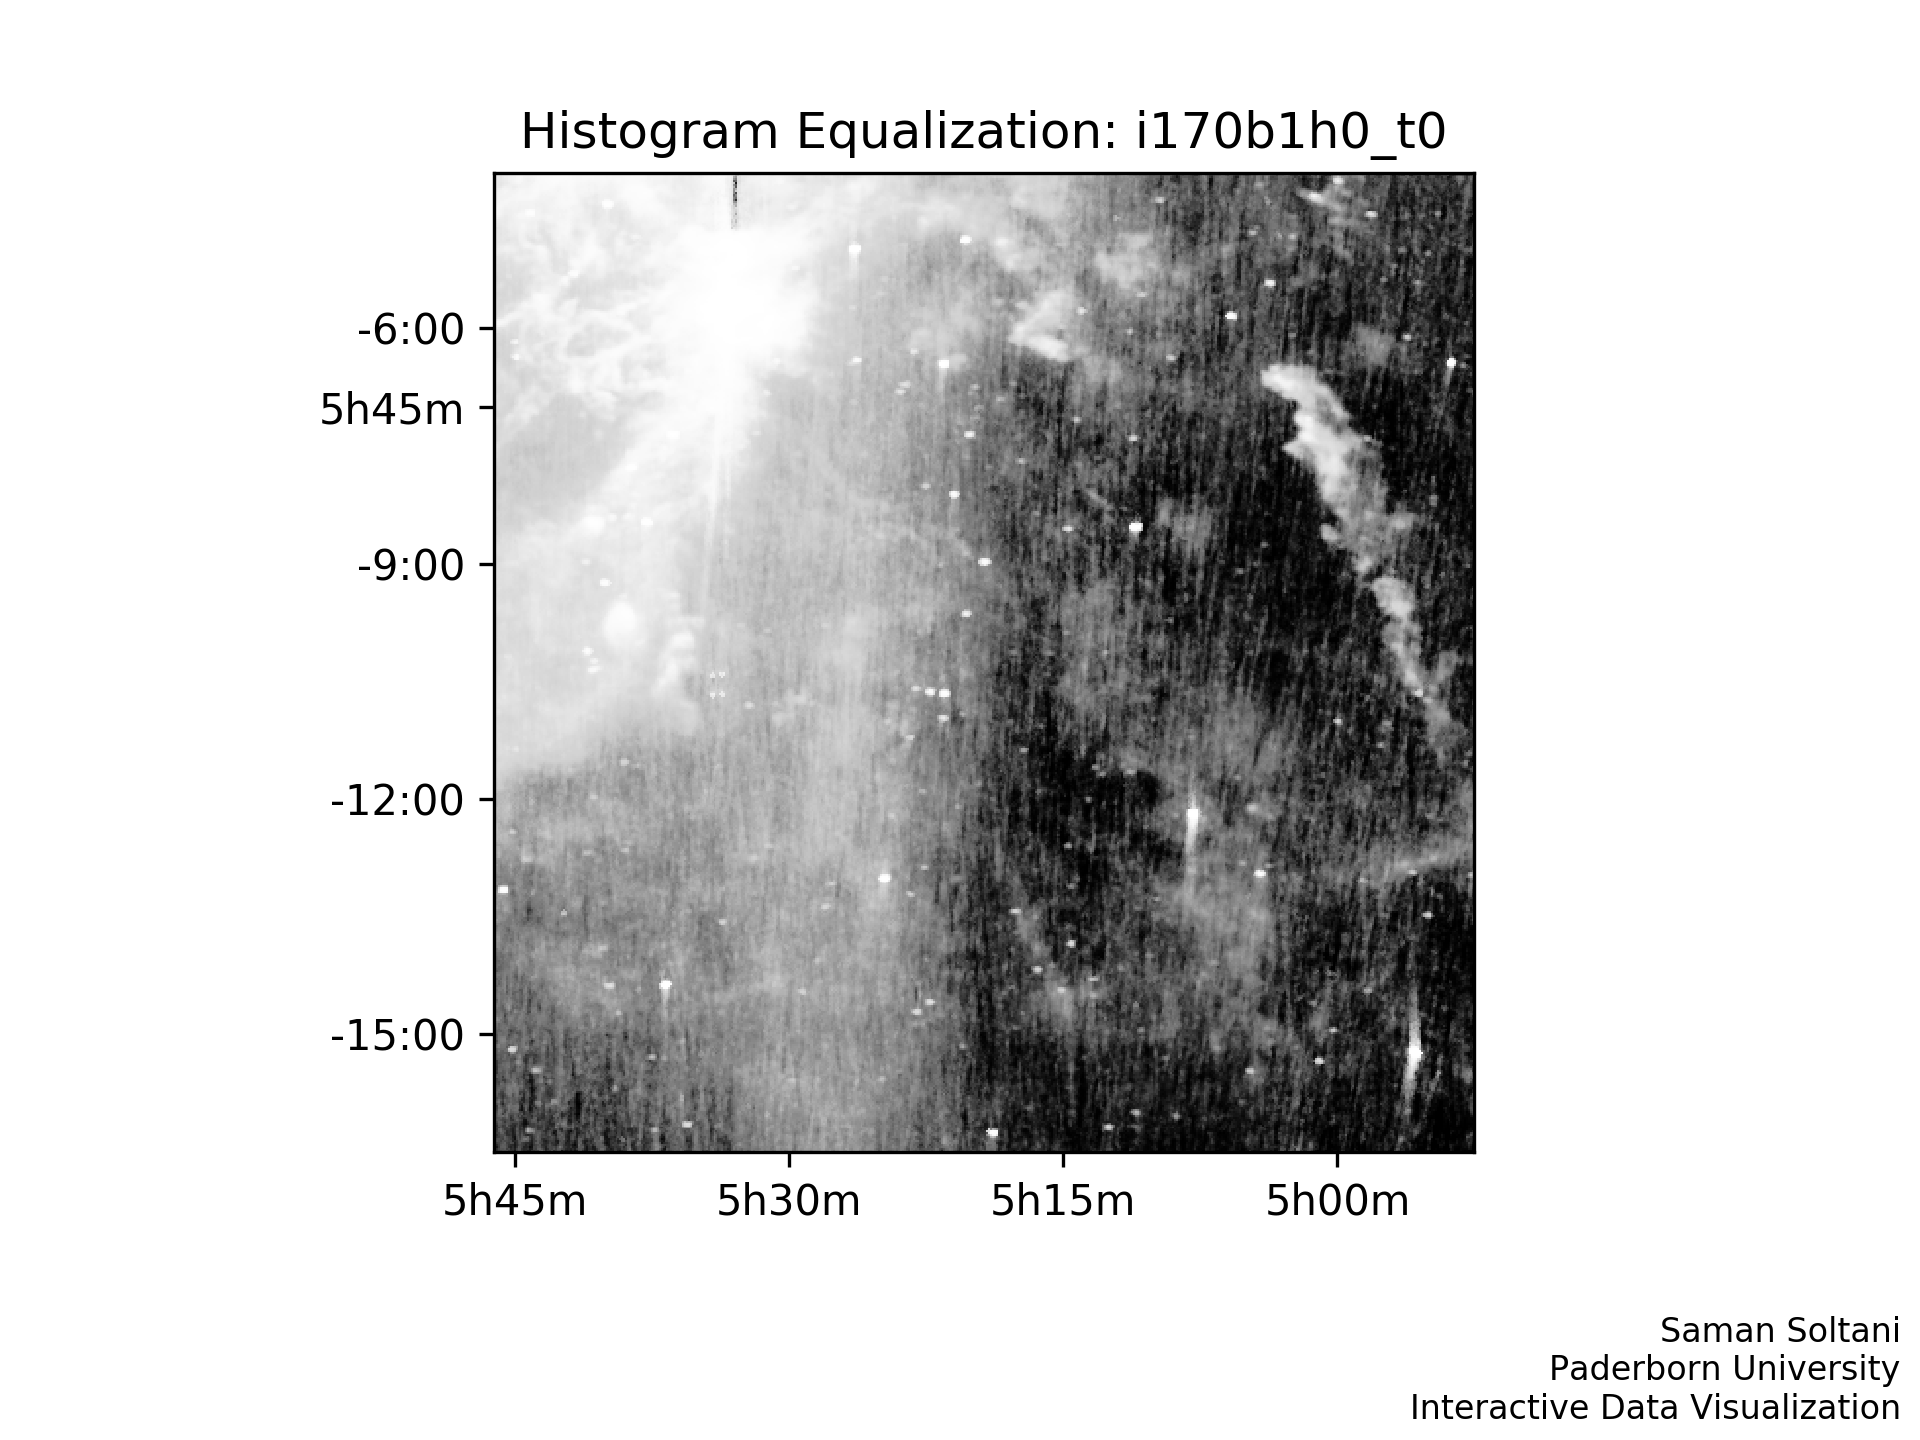 Histogram Equalization: i170b1h0_t0
-6:00
5h45m
-9:00
-12:00
-15:00
5h45m 5h30m 5h15m 5h00m
Saman Soltani
Paderborn University
Interactive Data Visualization